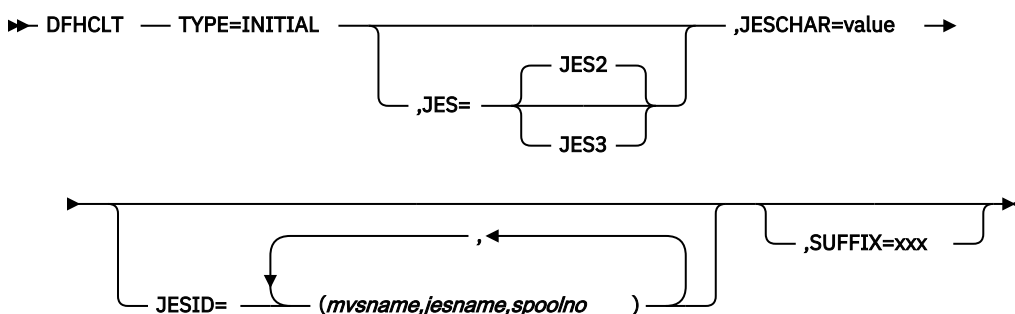 DFHCLT TYPE=INITIAL ,JESCHAR=value
JES2
,JES=
JES3
,
,SUFFIX=xxx
JESID= (mvsname,jesname,spoolno )